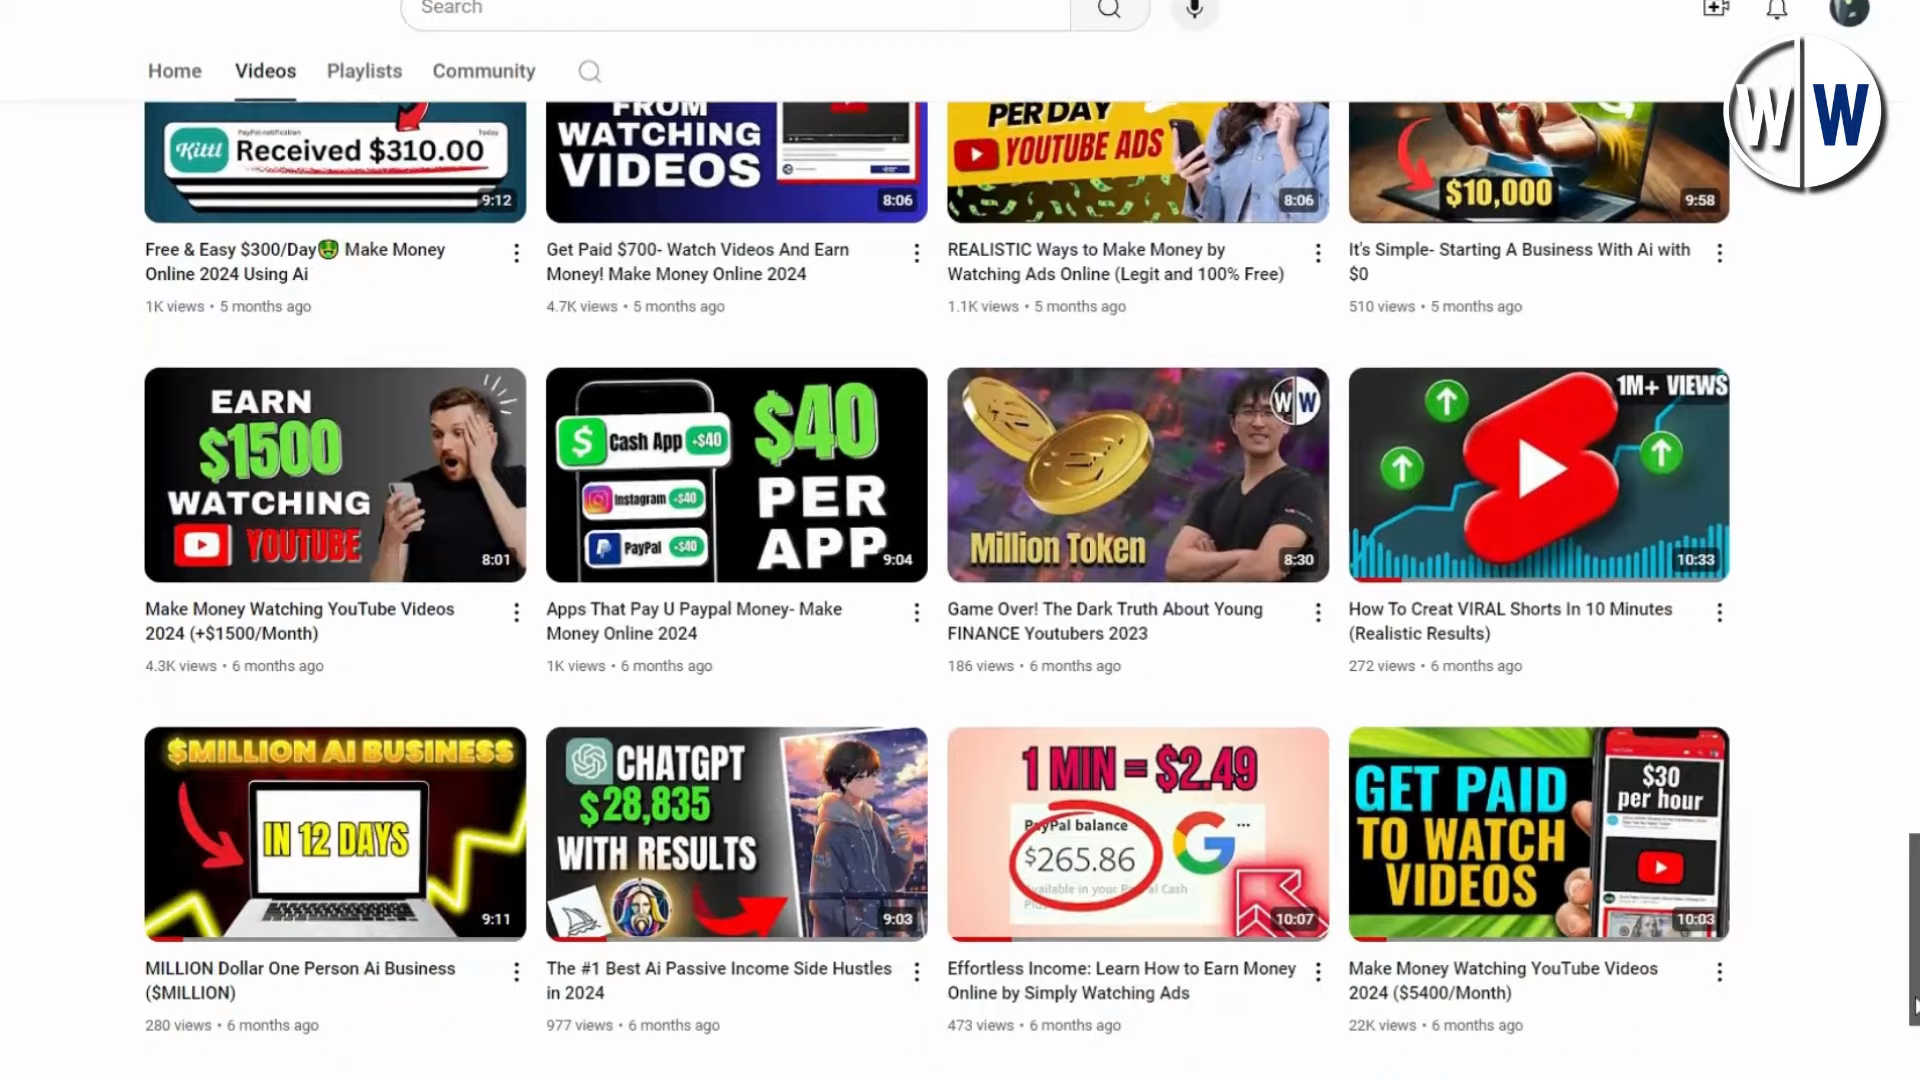 Search
Home
Videos
Playlists
Community
W W
PayPal notification
Today
Kittl
Received $310.00
9:12
FROM
WATCHING
VIDEOS
8:06
PER DAY
YOUTUBE ADS
8:06
$10,000
9:58
Free & Easy $300/Day🤑 Make Money
Online 2024 Using Ai
1K views • 5 months ago
Get Paid $700- Watch Videos And Earn
Money! Make Money Online 2024
4.7K views • 5 months ago
REALISTIC Ways to Make Money by
Watching Ads Online (Legit and 100% Free)
1.1K views • 5 months ago
It's Simple- Starting A Business With Ai with
$0
510 views • 5 months ago
EARN
$1500
WATCHING
YOUTUBE
8:01
Cash App +$40
Instagram +$40
PayPal +$40
$40
PER
APP
9:04
W W
Million Token
8:30
1M+ VIEWS
10:33
Make Money Watching YouTube Videos
2024 (+$1500/Month)
4.3K views • 6 months ago
Apps That Pay U Paypal Money- Make
Money Online 2024
1K views • 6 months ago
Game Over! The Dark Truth About Young
FINANCE Youtubers 2023
186 views • 6 months ago
How To Creat VIRAL Shorts In 10 Minutes
(Realistic Results)
272 views • 6 months ago
$MILLION AI BUSINESS
IN 12 DAYS
9:11
CHATGPT
$28,835
WITH RESULTS
9:03
1 MIN = $2.49
PayPal balance
$265.86
Available in your PayPal Cash
10:07
GET PAID
TO WATCH
VIDEOS
$30
per hour
10:03
MILLION Dollar One Person Ai Business
($MILLION)
280 views • 6 months ago
The #1 Best Ai Passive Income Side Hustles
in 2024
977 views • 6 months ago
Effortless Income: Learn How to Earn Money
Online by Simply Watching Ads
473 views • 6 months ago
Make Money Watching YouTube Videos
2024 ($5400/Month)
22K views • 6 months ago